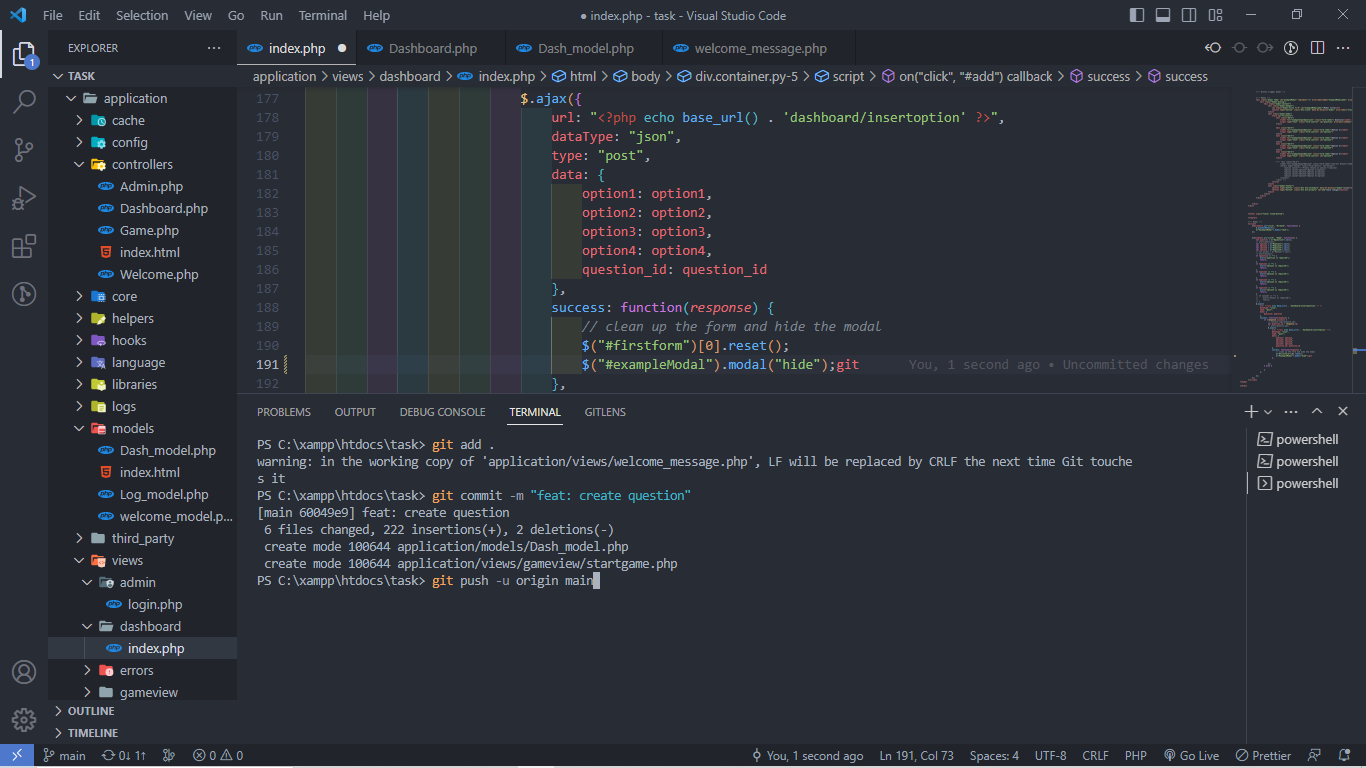 File Edit Selection View Go Run Terminal Help
● index.php - task - Visual Studio Code
EXPLORER ···
1
TASK
application
cache
config
controllers
Admin.php
Dashboard.php
Game.php
index.html
Welcome.php
core
helpers
hooks
language
libraries
logs
models
Dash_model.php
index.html
Log_model.php
welcome_model.p...
third_party
views
admin
login.php
dashboard
index.php
errors
gameview
OUTLINE
TIMELINE
index.php ● Dashboard.php Dash_model.php welcome_message.php
application > views > dashboard > index.php > html > body > div.container.py-5 > script > on("click", "#add") callback > success > success
177 $.ajax({
178 url: "<?php echo base_url() . 'dashboard/insertoption' ?>",
179 dataType: "json",
180 type: "post",
181 data: {
182 option1: option1,
183 option2: option2,
184 option3: option3,
185 option4: option4,
186 question_id: question_id
187 },
188 success: function(response) {
189 // clean up the form and hide the modal
190 $("#firstform")[0].reset();
191 $("#exampleModal").modal("hide");git You, 1 second ago • Uncommitted changes
192 },
PROBLEMS OUTPUT DEBUG CONSOLE TERMINAL GITLENS
PS C:\xampp\htdocs\task> git add .
warning: in the working copy of 'application/views/welcome_message.php', LF will be replaced by CRLF the next time Git touche
s it
PS C:\xampp\htdocs\task> git commit -m "feat: create question"
[main 60049e9] feat: create question
6 files changed, 222 insertions(+), 2 deletions(-)
create mode 100644 application/models/Dash_model.php
create mode 100644 application/views/gameview/startgame.php
PS C:\xampp\htdocs\task> git push -u origin main
powershell
powershell
powershell
main 0↓ 1↑ 0 0 You, 1 second ago Ln 191, Col 73 Spaces: 4 UTF-8 CRLF PHP Go Live Prettier